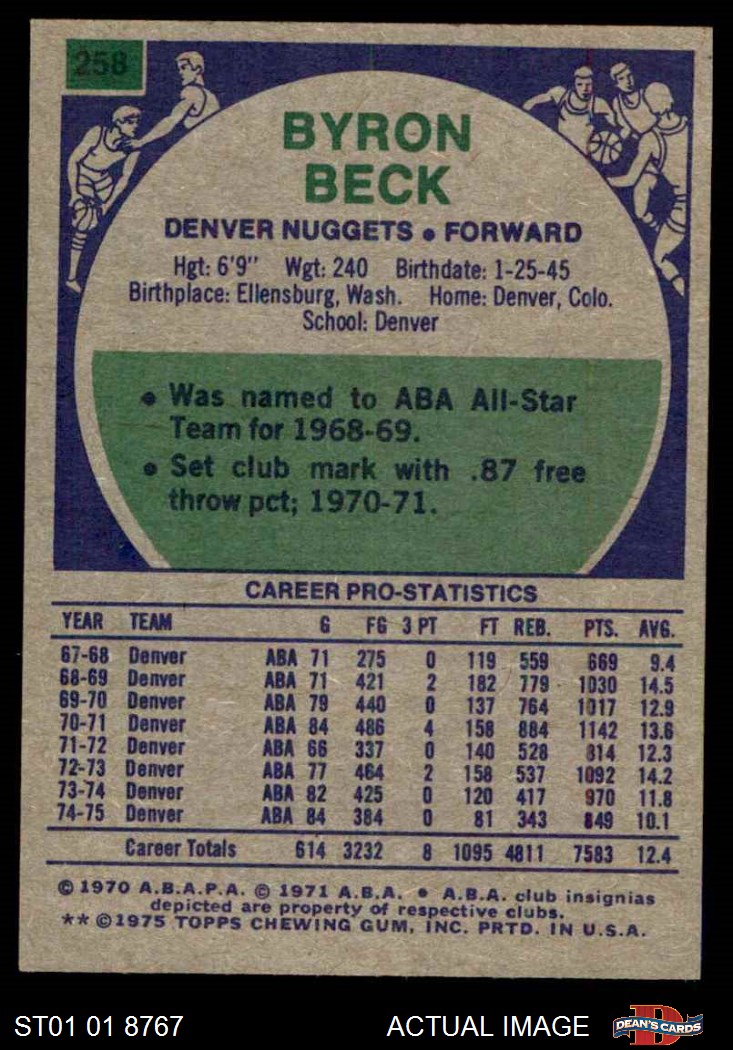 258
BYRON
BECK
DENVER NUGGETS • FORWARD
Hgt: 6'9" Wgt: 240 Birthdate: 1-25-45
Birthplace: Ellensburg, Wash. Home: Denver, Colo.
School: Denver
• Was named to ABA All-Star
Team for 1968-69.
• Set club mark with .87 free
throw pct; 1970-71.
CAREER PRO-STATISTICS
YEAR TEAM G FG 3 PT FT REB. PTS. AVG.
67-68 Denver ABA 71 275 0 119 559 669 9.4
68-69 Denver ABA 71 421 2 182 779 1030 14.5
69-70 Denver ABA 79 440 0 137 764 1017 12.9
70-71 Denver ABA 84 486 4 158 884 1142 13.6
71-72 Denver ABA 66 337 0 140 528 814 12.3
72-73 Denver ABA 77 464 2 158 537 1092 14.2
73-74 Denver ABA 82 425 0 120 417 970 11.8
74-75 Denver ABA 84 384 0 81 343 849 10.1
Career Totals 614 3232 8 1095 4811 7583 12.4
© 1970 A.B.A.P.A. © 1971 A.B.A. • A.B.A. club insignias
depicted are property of respective clubs.
** © 1975 TOPPS CHEWING GUM, INC. PRTD. IN U.S.A.
ST01 01 8767 ACTUAL IMAGE DEAN'S CARDS